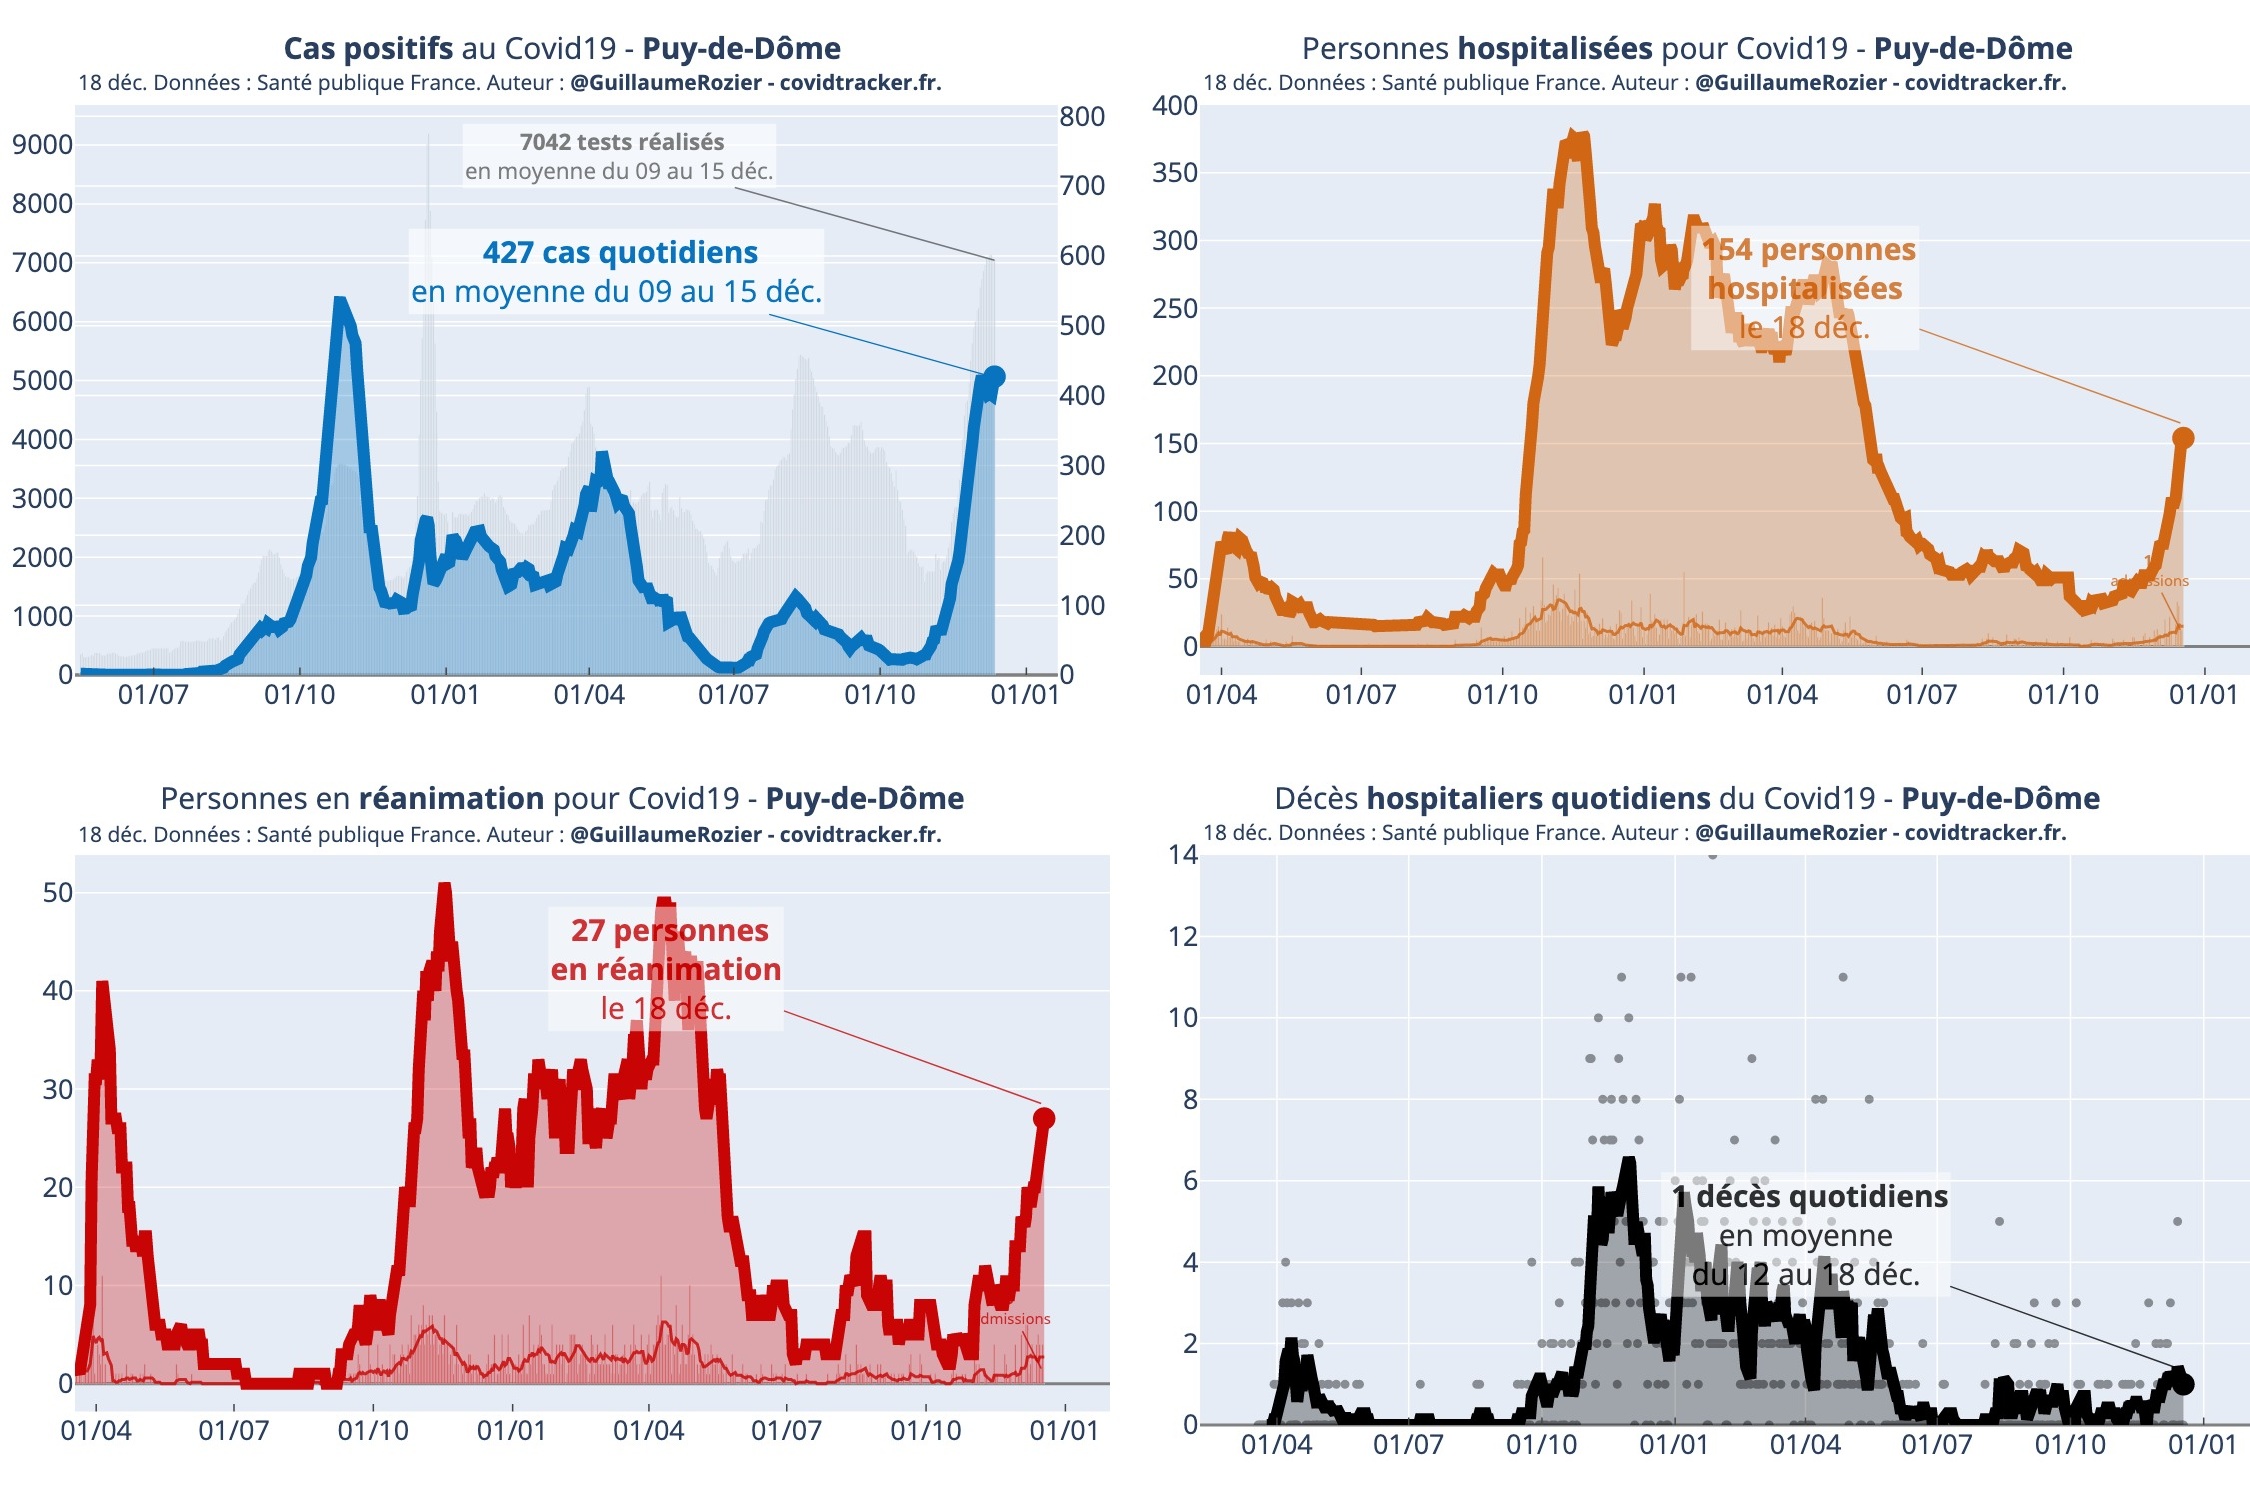 Cas positifs au Covid19 - Puy-de-Dôme
18 déc. Données : Santé publique France. Auteur : @GuillaumeRozier - covidtracker.fr.
7042 tests réalisés
en moyenne du 09 au 15 déc.
427 cas quotidiens
en moyenne du 09 au 15 déc.
9000
8000
7000
6000
5000
4000
3000
2000
1000
0
800
700
600
500
400
300
200
100
0
01/07 01/10 01/01 01/04 01/07 01/10 01/01
Personnes hospitalisées pour Covid19 - Puy-de-Dôme
18 déc. Données : Santé publique France. Auteur : @GuillaumeRozier - covidtracker.fr.
400
350
300
250
200
150
100
50
0
154 personnes
hospitalisées
le 18 déc.
01/04 01/07 01/10 01/01 01/04 01/07 01/10 01/01
Personnes en réanimation pour Covid19 - Puy-de-Dôme
18 déc. Données : Santé publique France. Auteur : @GuillaumeRozier - covidtracker.fr.
50
40
30
20
10
0
27 personnes
en réanimation
le 18 déc.
dmissions
01/04 01/07 01/10 01/01 01/04 01/07 01/10 01/01
Décès hospitaliers quotidiens du Covid19 - Puy-de-Dôme
18 déc. Données : Santé publique France. Auteur : @GuillaumeRozier - covidtracker.fr.
14
12
10
8
6
4
2
0
1 décès quotidiens
en moyenne
du 12 au 18 déc.
01/04 01/07 01/10 01/01 01/04 01/07 01/10 01/01